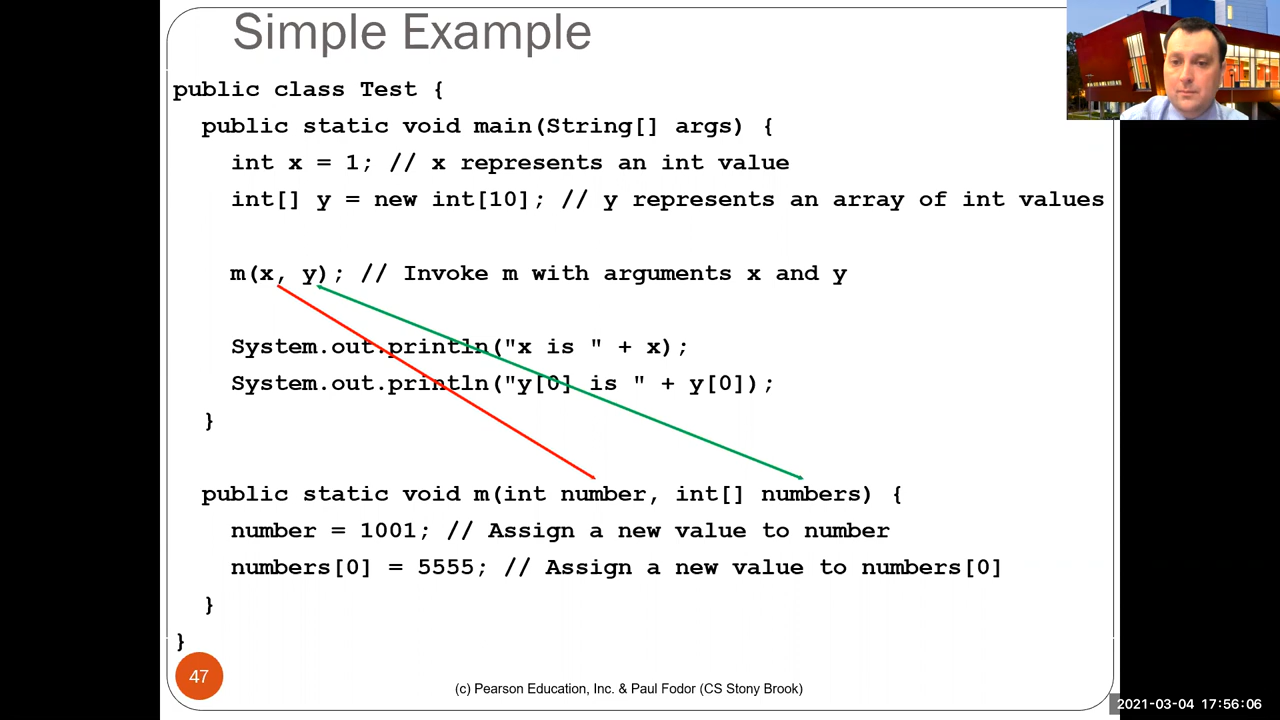 Simple Example
public class Test {
public static void main(String[] args) {
int x = 1; // x represents an int value
int[] y = new int[10]; // y represents an array of int values
m(x, y); // Invoke m with arguments x and y
System.out.println("x is " + x);
System.out.println("y[0] is " + y[0]);
}
public static void m(int number, int[] numbers) {
number = 1001; // Assign a new value to number
numbers[0] = 5555; // Assign a new value to numbers[0]
}
}
47
(c) Pearson Education, Inc. & Paul Fodor (CS Stony Brook)
2021-03-04 17:56:06